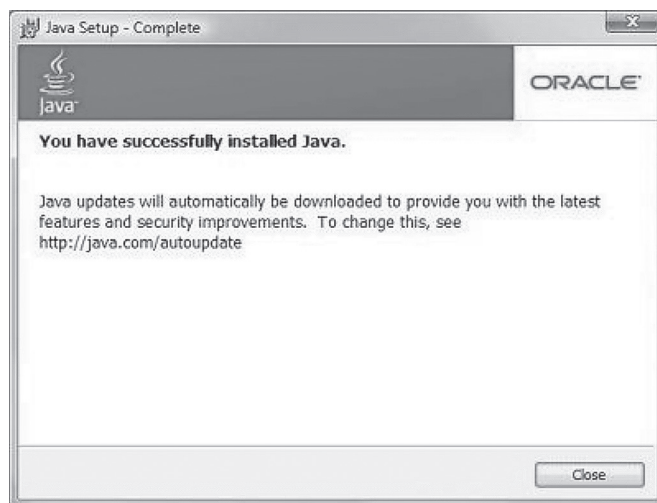 Java Setup - Complete
Java
ORACLE
You have successfully installed Java.
Java updates will automatically be downloaded to provide you with the latest
features and security improvements. To change this, see
http://java.com/autoupdate
Close